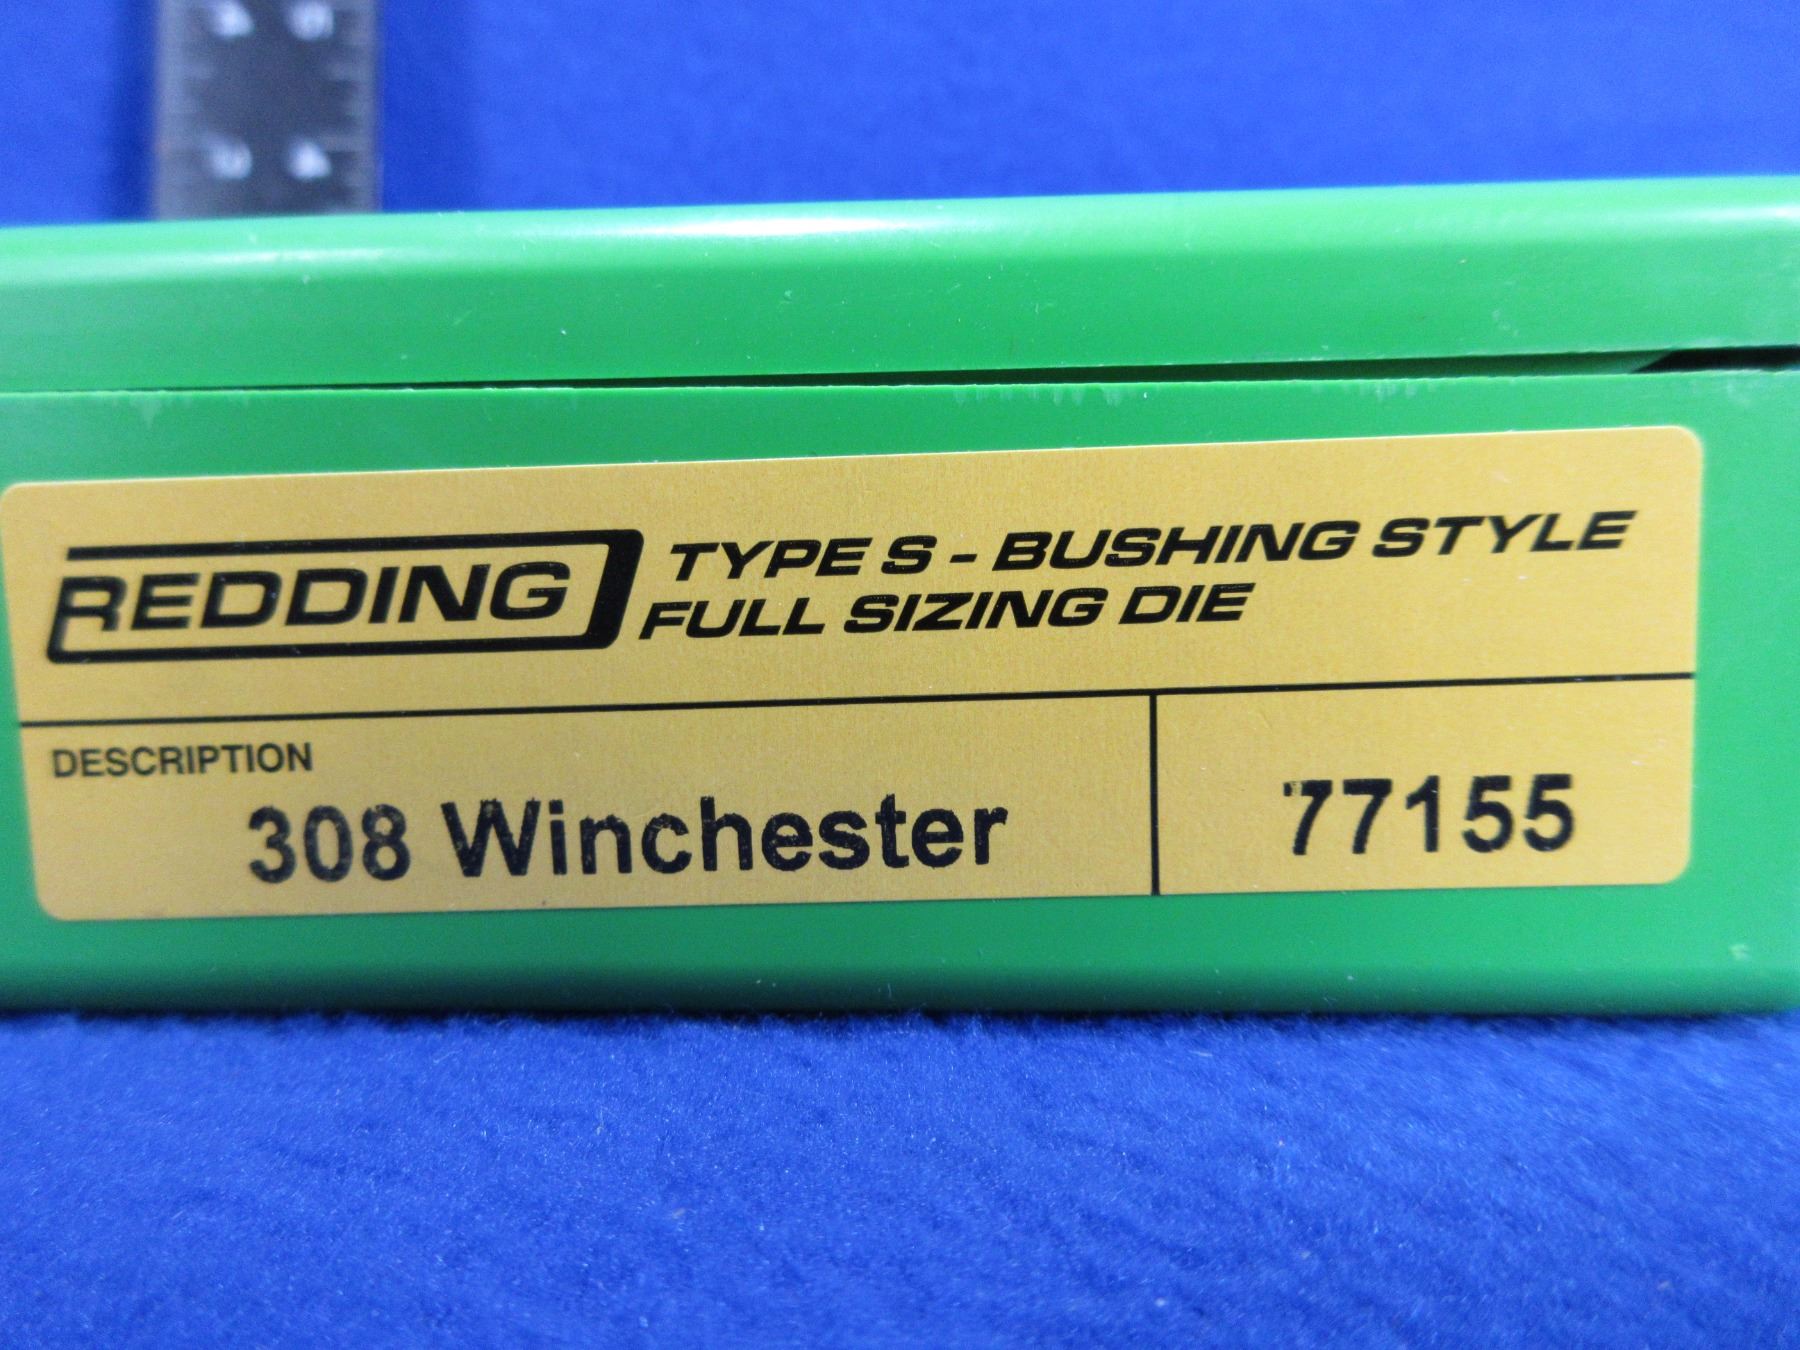 REDDING
TYPE S - BUSHING STYLE
FULL SIZING DIE
DESCRIPTION
308 Winchester
77155